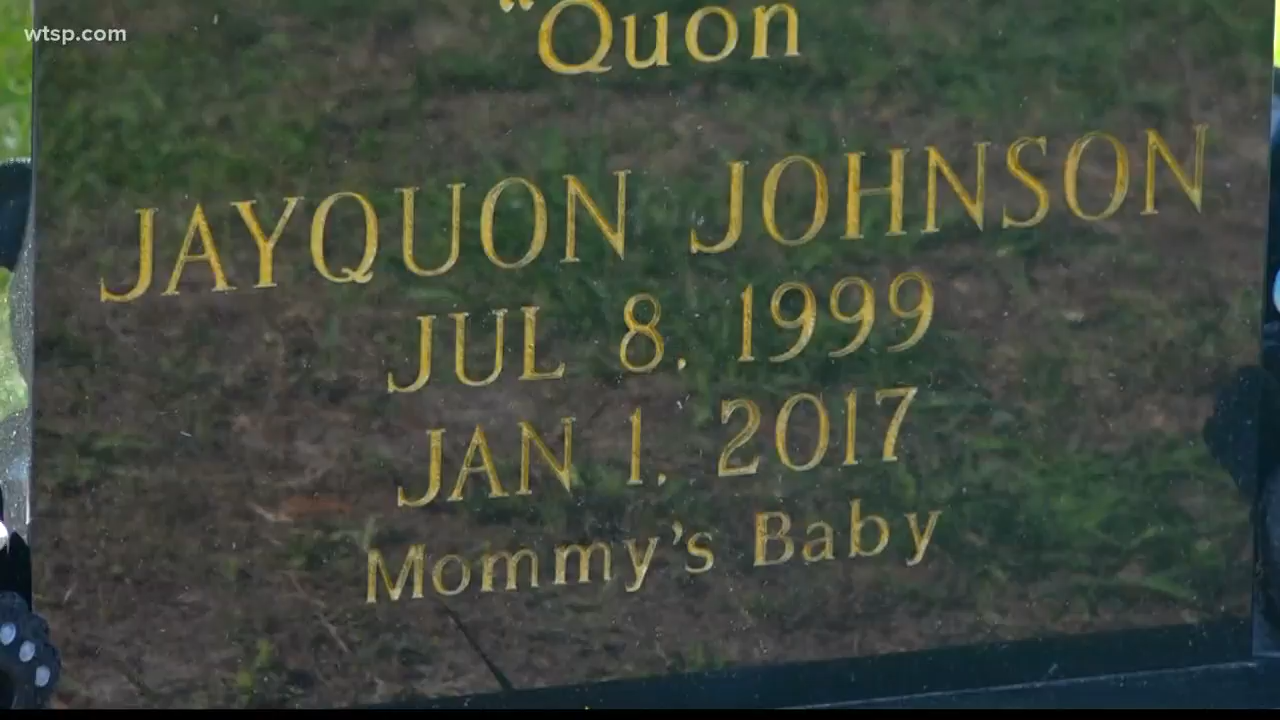 wtsp.com
"Quon
JAYQUON JOHNSON
JUL 8, 1999
JAN 1, 2017
Mommy's Baby